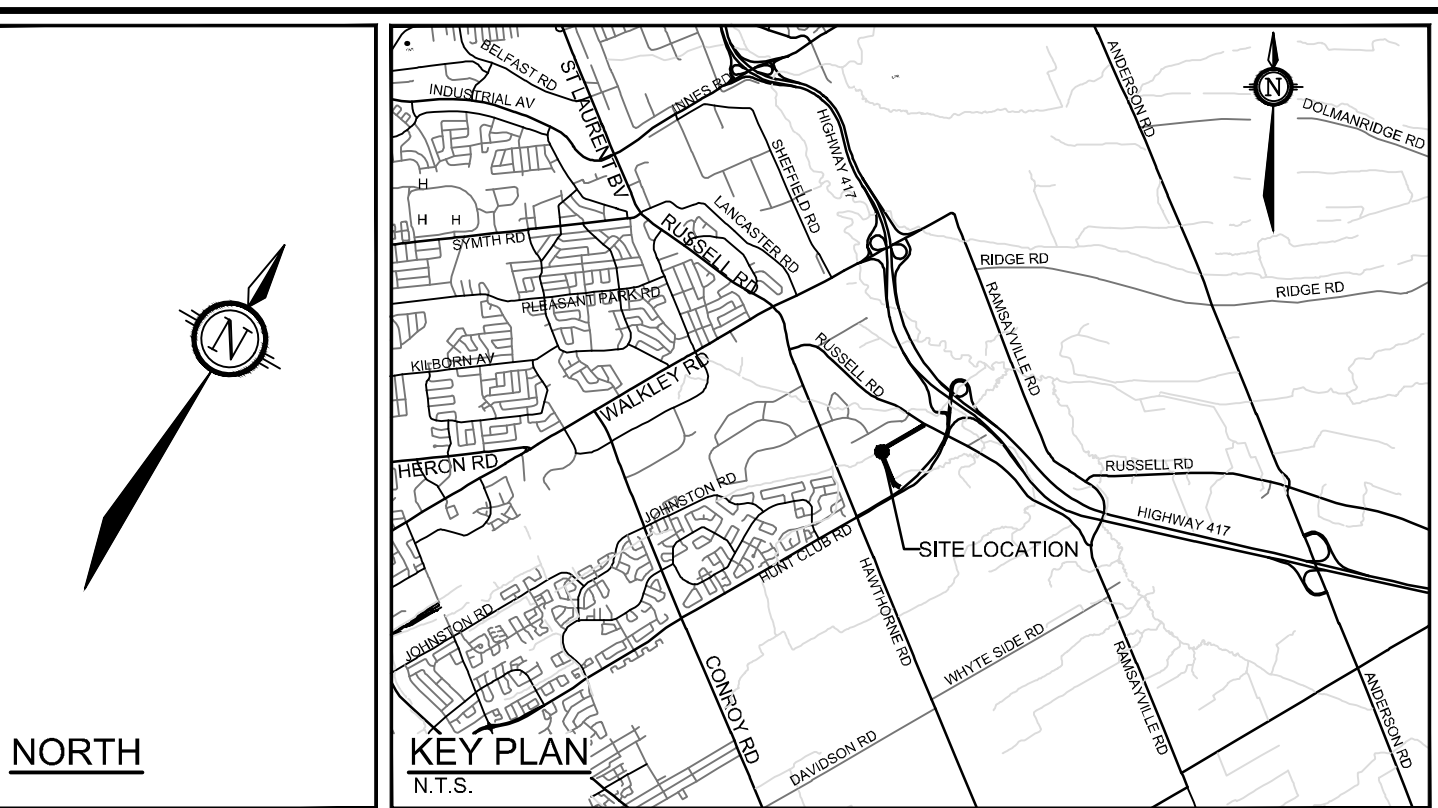 N
NORTH
BELFAST RD
ST LAURENT BV
INDUSTRIAL AV
INNES RD
HIGHWAY 417
SHEFFIELD RD
ANDERSON RD
N
DOLMANRIDGE RD
H
H
H
SYMTH RD
LANCASTER RD
RUSSELL RD
RIDGE RD
RIDGE RD
PLEASANT PARK RD
RAMSAYVILLE RD
KILBORN AV
WALKLEY RD
RUSSELL RD
HERON RD
RUSSELL RD
JOHNSTON RD
HIGHWAY 417
HUNT CLUB RD
SITE LOCATION
HAWTHORNE RD
JOHNSTON RD
WHYTE SIDE RD
CONROY RD
RAMSAYVILLE RD
ANDERSON RD
DAVIDSON RD
KEY PLAN
N.T.S.